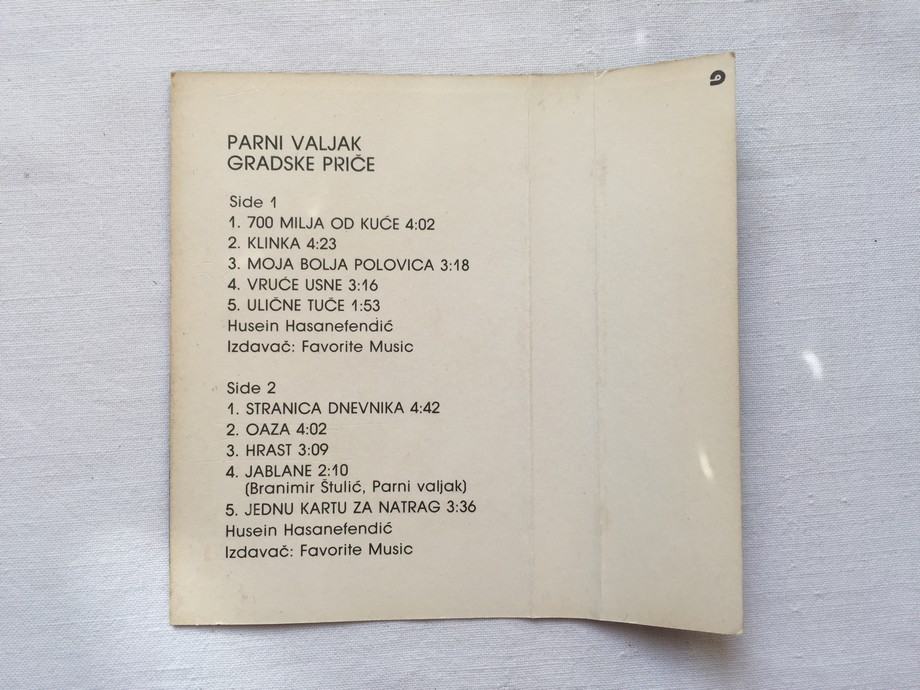 PARNI VALJAK
GRADSKE PRIČE
Side 1
1. 700 MILJA OD KUĆE 4:02
2. KLINKA 4:23
3. MOJA BOLJA POLOVICA 3:18
4. VRUĆE USNE 3:16
5. ULIČNE TUČE 1:53
Husein Hasanefendić
Izdavač: Favorite Music
Side 2
1. STRANICA DNEVNIKA 4:42
2. OAZA 4:02
3. HRAST 3:09
4. JABLANE 2:10
(Branimir Štulić, Parni valjak)
5. JEDNU KARTU ZA NATRAG 3:36
Husein Hasanefendić
Izdavač: Favorite Music